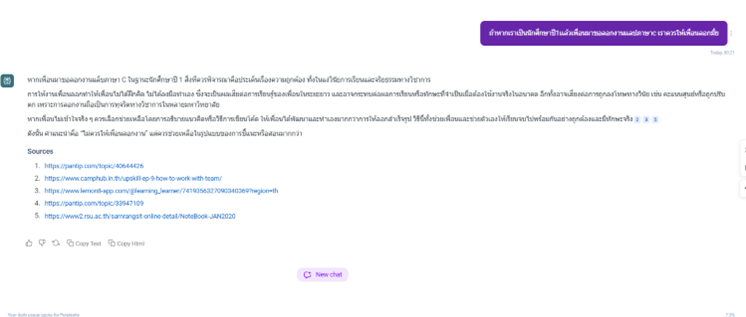 ถ้าหากเราเป็นนักศึกษาปี1แล้วเพื่อนมาขอลอกงานแลปภาษาc เราควรให้เพื่อนลอกมั้ย
Today 20:21
หากเพื่อนมาขอลอกงานแล็บภาษา C ในฐานะนักศึกษาปี 1 สิ่งที่ควรพิจารณาคือประเด็นเรื่องความถูกต้อง ทั้งในแง่วินัยการเรียนและจริยธรรมทางวิชาการ
การให้งานเพื่อนลอกทำให้เพื่อนไม่ได้ฝึกคิด ไม่ได้ลงมือทำเอง ซึ่งจะเป็นผลเสียต่อการเรียนรู้ของเพื่อนในระยะยาว และอาจกระทบต่อผลการเรียนหรือทักษะที่จำเป็นเมื่อต้องใช้งานจริงในอนาคต อีกทั้งอาจเสี่ยงต่อการถูกลงโทษทางวินัย เช่น คะแนนศูนย์หรือถูกปรับ
ตก เพราะการลอกงานถือเป็นการทุจริตทางวิชาการในหลายมหาวิทยาลัย
หากเพื่อนไม่เข้าใจจริง ๆ ควรเลือกช่วยเหลือโดยการอธิบายแนวคิดหรือวิธีการเขียนโค้ด ให้เพื่อนได้พัฒนาและทำเองมากกว่าการให้ลอกสำเร็จรูป วิธีนี้ทั้งช่วยเพื่อนและช่วยตัวเองให้เรียนจบไปพร้อมกันอย่างถูกต้องและมีทักษะจริง
ดังนั้น คำแนะนำคือ "ไม่ควรให้เพื่อนลอกงาน" แต่ควรช่วยเหลือในรูปแบบของการชี้แนะหรือสอนมากกว่า
Sources
1. https://pantip.com/topic/40644426
2. https://www.camphub.in.th/upskill-ep-9-how-to-work-with-team/
3. https://www.lemon8-app.com/@learning_learner/7419356327090340369?region=th
4. https://pantip.com/topic/33947109
5. https://www2.rsu.ac.th/sarnrangsit-online-detail/NoteBook-JAN2020
Copy Text Copy Html
New chat